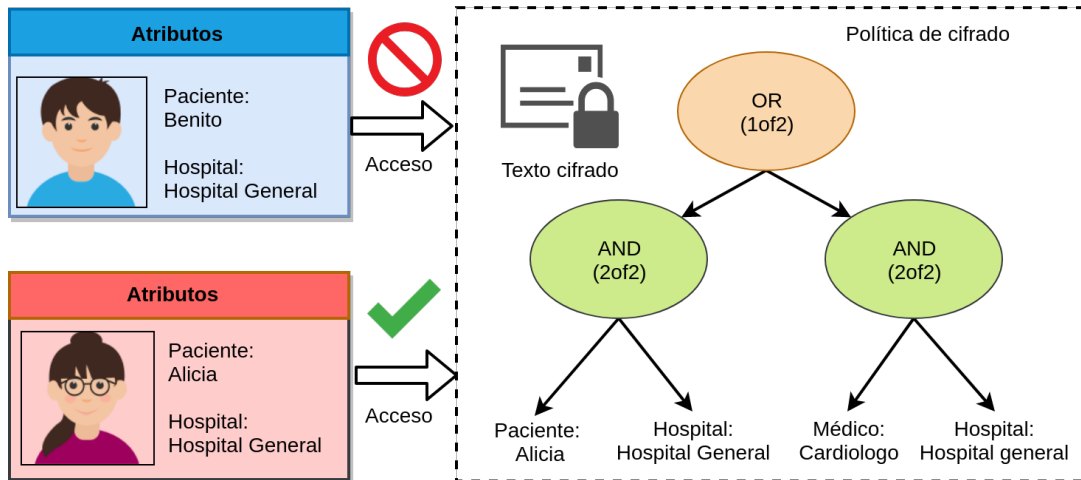 Atributos
Paciente:
Benito
Hospital:
Hospital General
Acceso
Atributos
Paciente:
Alicia
Hospital:
Hospital General
Acceso
Política de cifrado
Texto cifrado
OR
(1of2)
AND
(2of2)
AND
(2of2)
Paciente:
Alicia
Hospital:
Hospital General
Médico:
Cardiologo
Hospital:
Hospital general